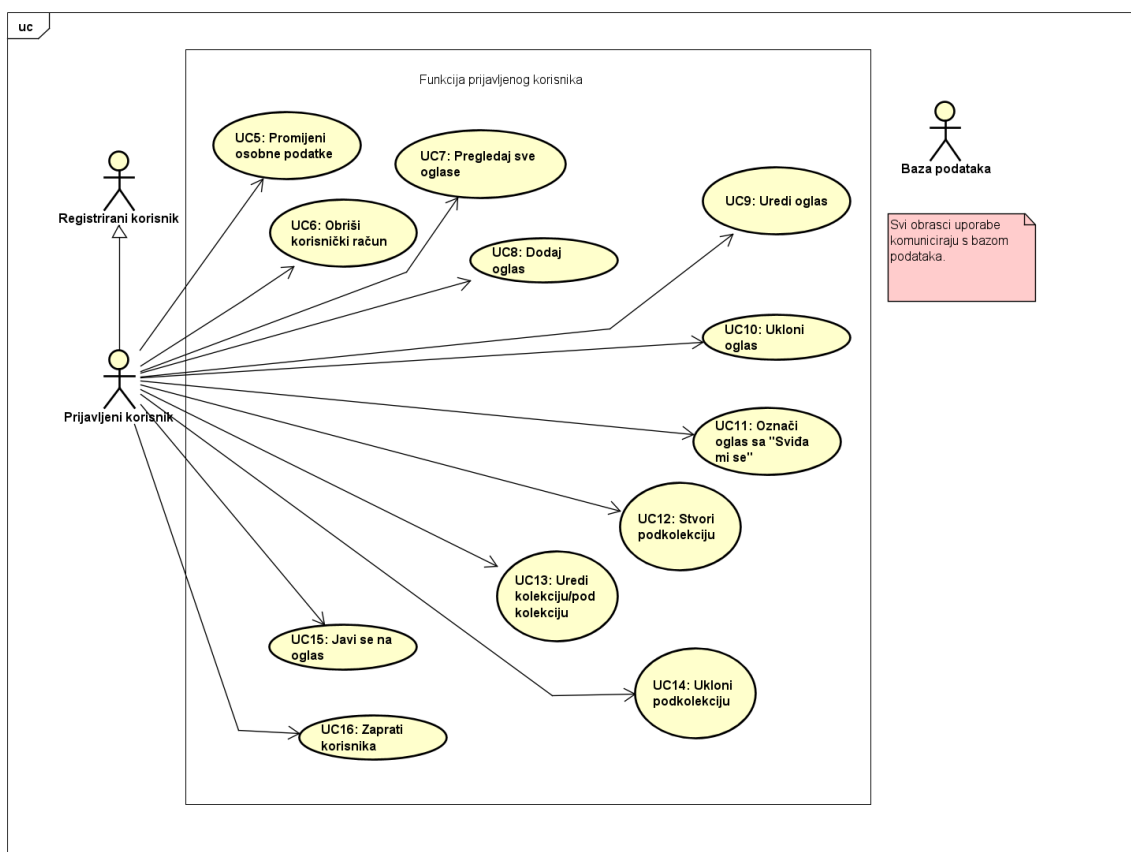 uc
Funkcija prijavljenog korisnika
UC5: Promijeni
osobne podatke
UC7: Pregledaj sve
oglase
Baza podataka
UC9: Uredi oglas
Registrirani korisnik
UC6: Obriši
korisnički račun
Svi obrasci uporabe
komuniciraju s bazom
podataka.
UC8: Dodaj
oglas
UC10: Ukloni
oglas
Prijavljeni korisnik
UC11: Označi
oglas sa "Sviđa
mi se"
UC12: Stvori
podkolekciju
UC13: Uredi
kolekciju/pod
kolekciju
UC15: Javi se na
oglas
UC14: Ukloni
podkolekciju
UC16: Zaprati
korisnika